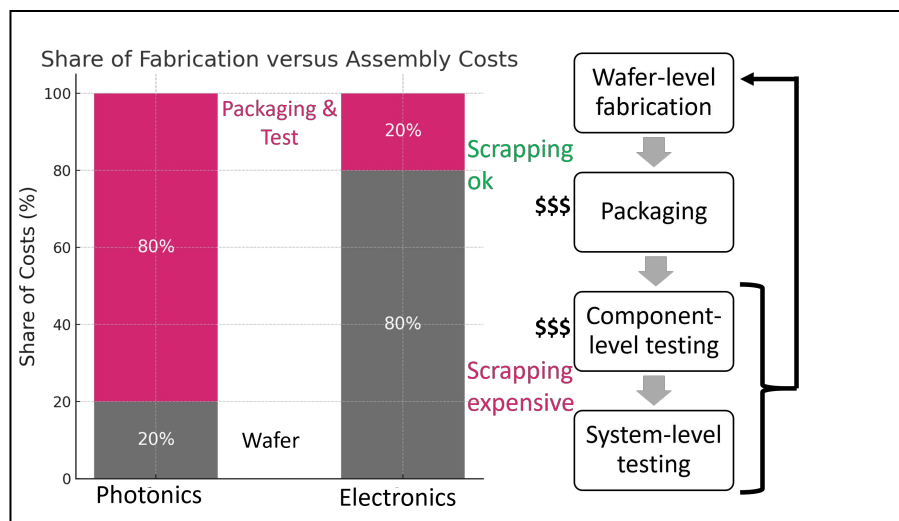 Share of Fabrication versus Assembly Costs
Share of Costs (%)
100
80
60
40
20
0
80%
20%
Photonics
Packaging &
Test
Wafer
20%
80%
Electronics
Scrapping
ok
Scrapping
expensive
Wafer-level
fabrication
$$$
Packaging
$$$
Component-
level testing
System-level
testing